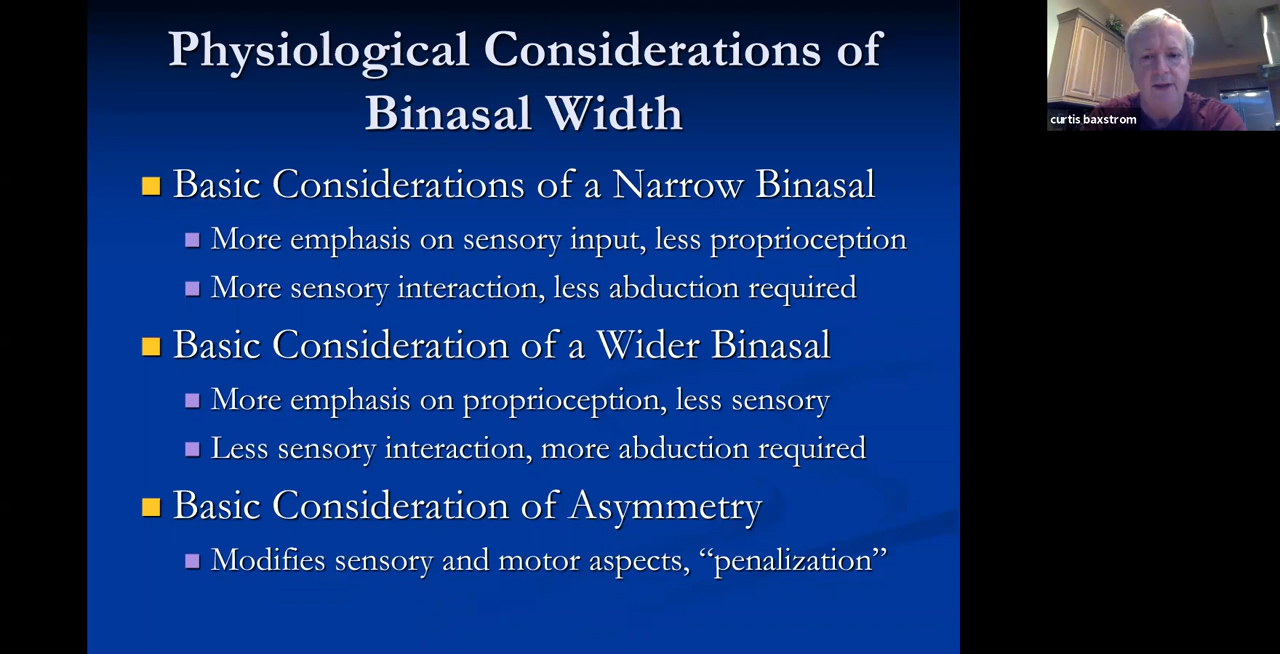 Physiological Considerations of
Binasal Width
Basic Considerations of a Narrow Binasal
More emphasis on sensory input, less proprioception
More sensory interaction, less abduction required
Basic Consideration of a Wider Binasal
More emphasis on proprioception, less sensory
Less sensory interaction, more abduction required
Basic Consideration of Asymmetry
Modifies sensory and motor aspects, “penalization”
curtis baxstrom